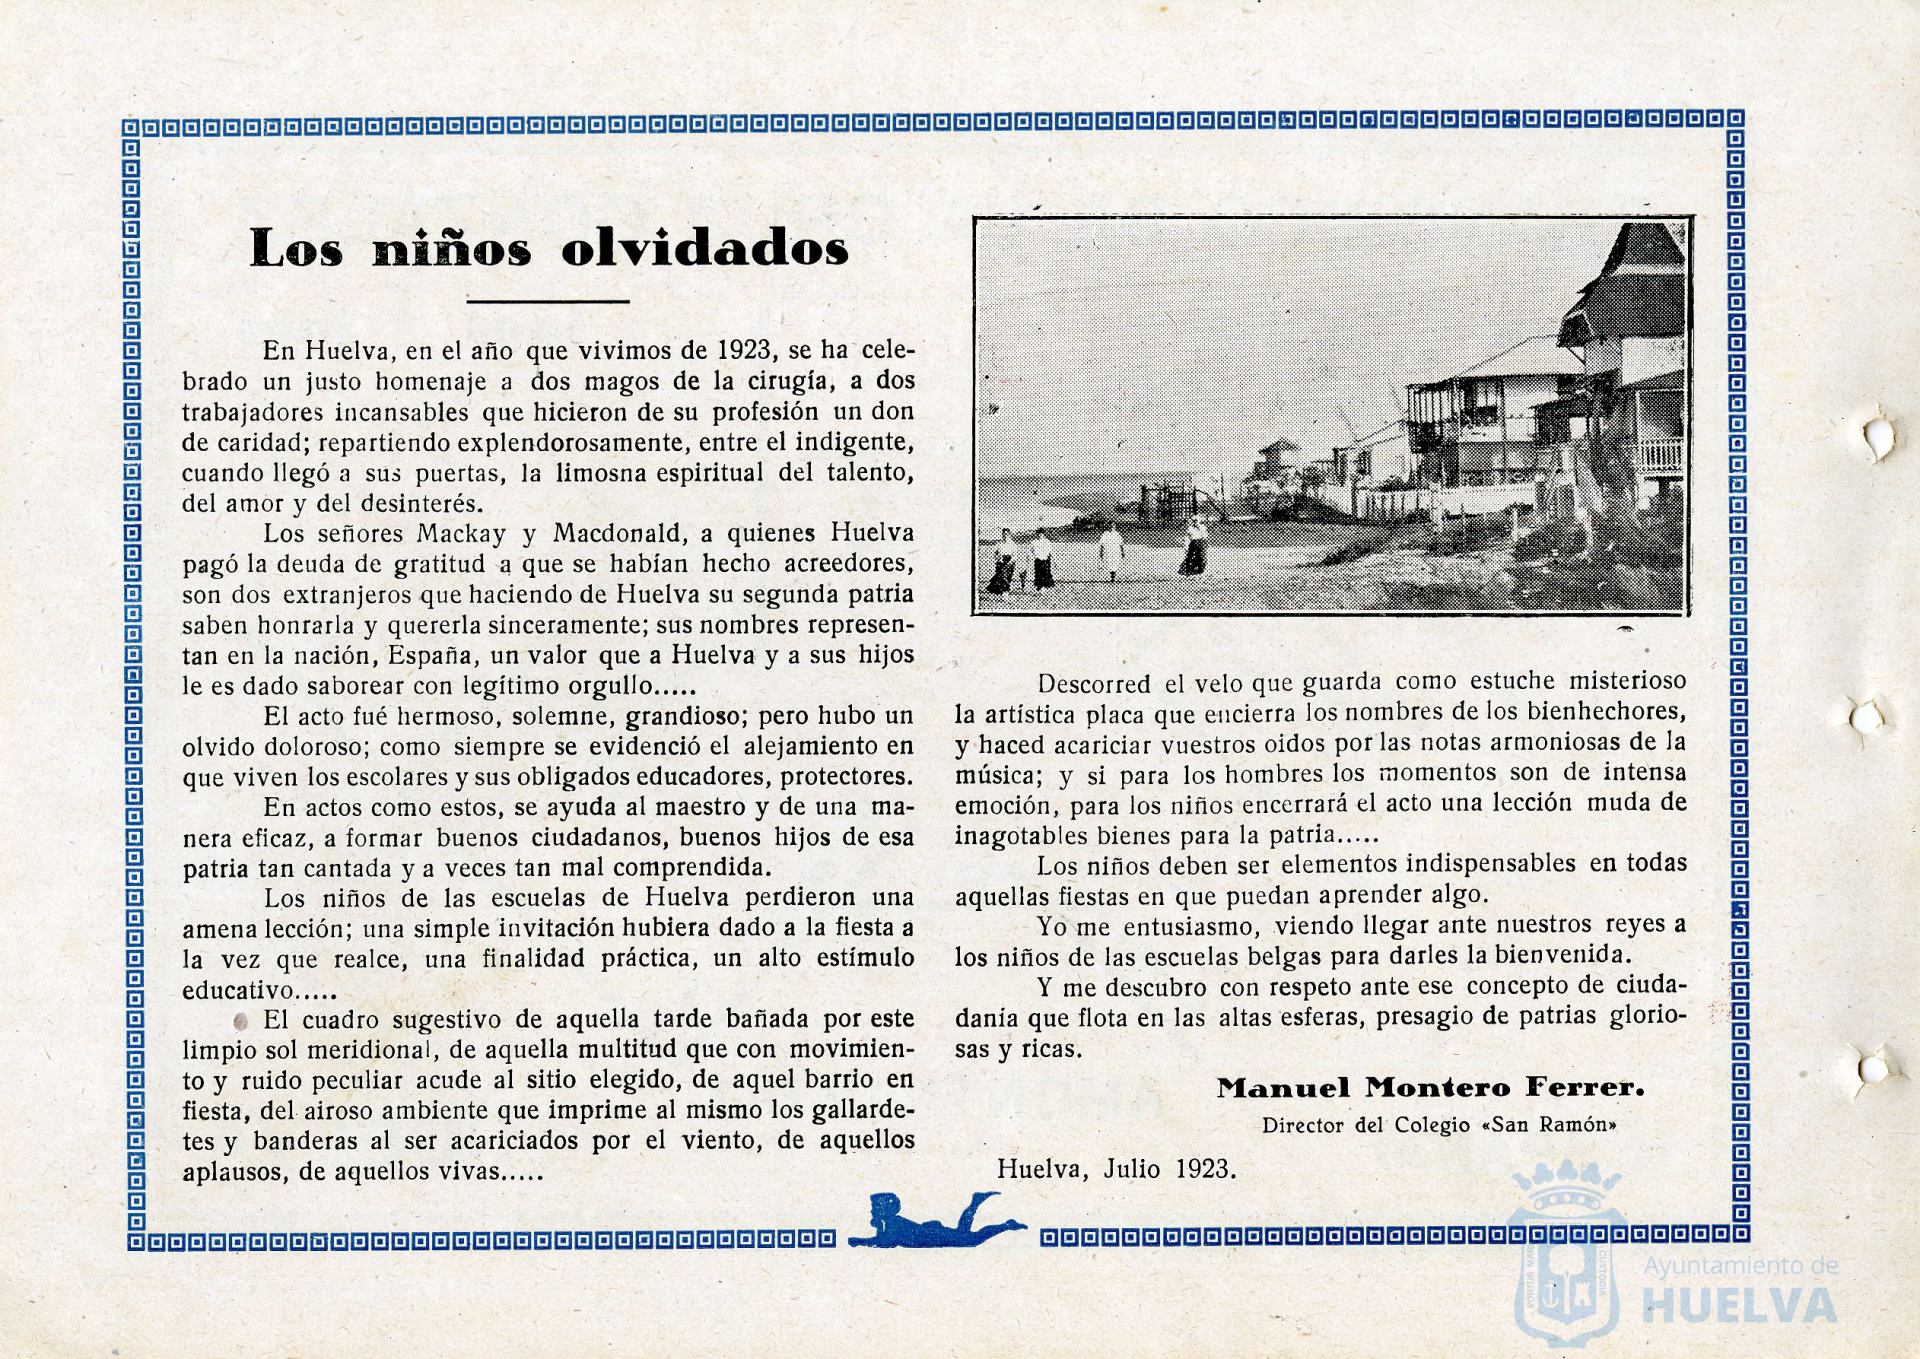 Los niños olvidados
En Huelva, en el año que vivimos de 1923, se ha cele-
brado un justo homenaje a dos magos de la cirugía, a dos
trabajadores incansables que hicieron de su profesión un don
de caridad; repartiendo explendorosamente, entre el indigente,
cuando llegó a sus puertas, la limosna espiritual del talento,
del amor y del desinterés.
Los señores Mackay y Macdonald, a quienes Huelva
pagó la deuda de gratitud a que se habían hecho acreedores,
son dos extranjeros que haciendo de Huelva su segunda patria
saben honrarla y quererla sinceramente; sus nombres represen-
tan en la nación, España, un valor que a Huelva y a sus hijos
le es dado saborear con legítimo orgullo.....
El acto fué hermoso, solemne, grandioso; pero hubo un
olvido doloroso; como siempre se evidenció el alejamiento en
que viven los escolares y sus obligados educadores, protectores.
En actos como estos, se ayuda al maestro y de una ma-
nera eficaz, a formar buenos ciudadanos, buenos hijos de esa
patria tan cantada y a veces tan mal comprendida.
Los niños de las escuelas de Huelva perdieron una
amena lección; una simple invitación hubiera dado a la fiesta a
la vez que realce, una finalidad práctica, un alto estímulo
educativo.....
El cuadro sugestivo de aquella tarde bañada por este
limpio sol meridional, de aquella multitud que con movimien-
to y ruido peculiar acude al sitio elegido, de aquel barrio en
fiesta, del airoso ambiente que imprime al mismo los gallarde-
tes y banderas al ser acariciados por el viento, de aquellos
aplausos, de aquellos vivas.....
Descorred el velo que guarda como estuche misterioso
la artística placa que encierra los nombres de los bienhechores,
y haced acariciar vuestros oidos por las notas armoniosas de la
música; y si para los hombres los momentos son de intensa
emoción, para los niños encerrará el acto una lección muda de
inagotables bienes para la patria.....
Los niños deben ser elementos indispensables en todas
aquellas fiestas en que puedan aprender algo.
Yo me entusiasmo, viendo llegar ante nuestros reyes a
los niños de las escuelas belgas para darles la bienvenida.
Y me descubro con respeto ante ese concepto de ciuda-
danía que flota en las altas esferas, presagio de patrias glorio-
sas y ricas.
Manuel Montero Ferrer.
Director del Colegio «San Ramón»
Huelva, Julio 1923.
PORTUS MARIS
CUSTODIA
Ayuntamiento de
HUELVA